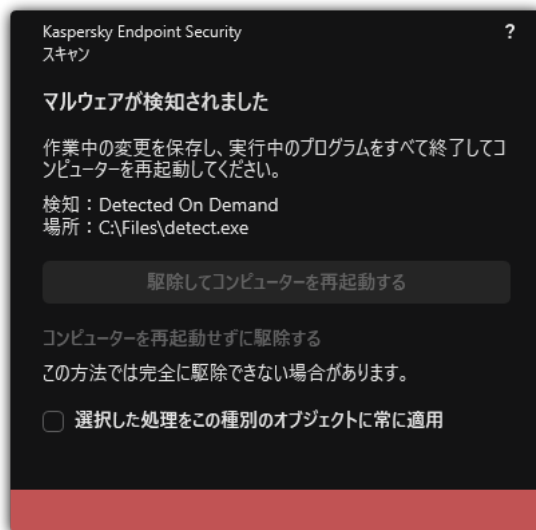 Kaspersky Endpoint Security
?
スキャン
マルウェアが検知されました
作業中の変更を保存し、実行中のプログラムをすべて終了してコ
ンピューターを再起動してください。
検知：Detected On Demand
場所：C:\Files\detect.exe
駆除してコンピューターを再起動する
コンピューターを再起動せずに駆除する
この方法では完全に駆除できない場合があります。
選択した処理をこの種別のオブジェクトに常に適用